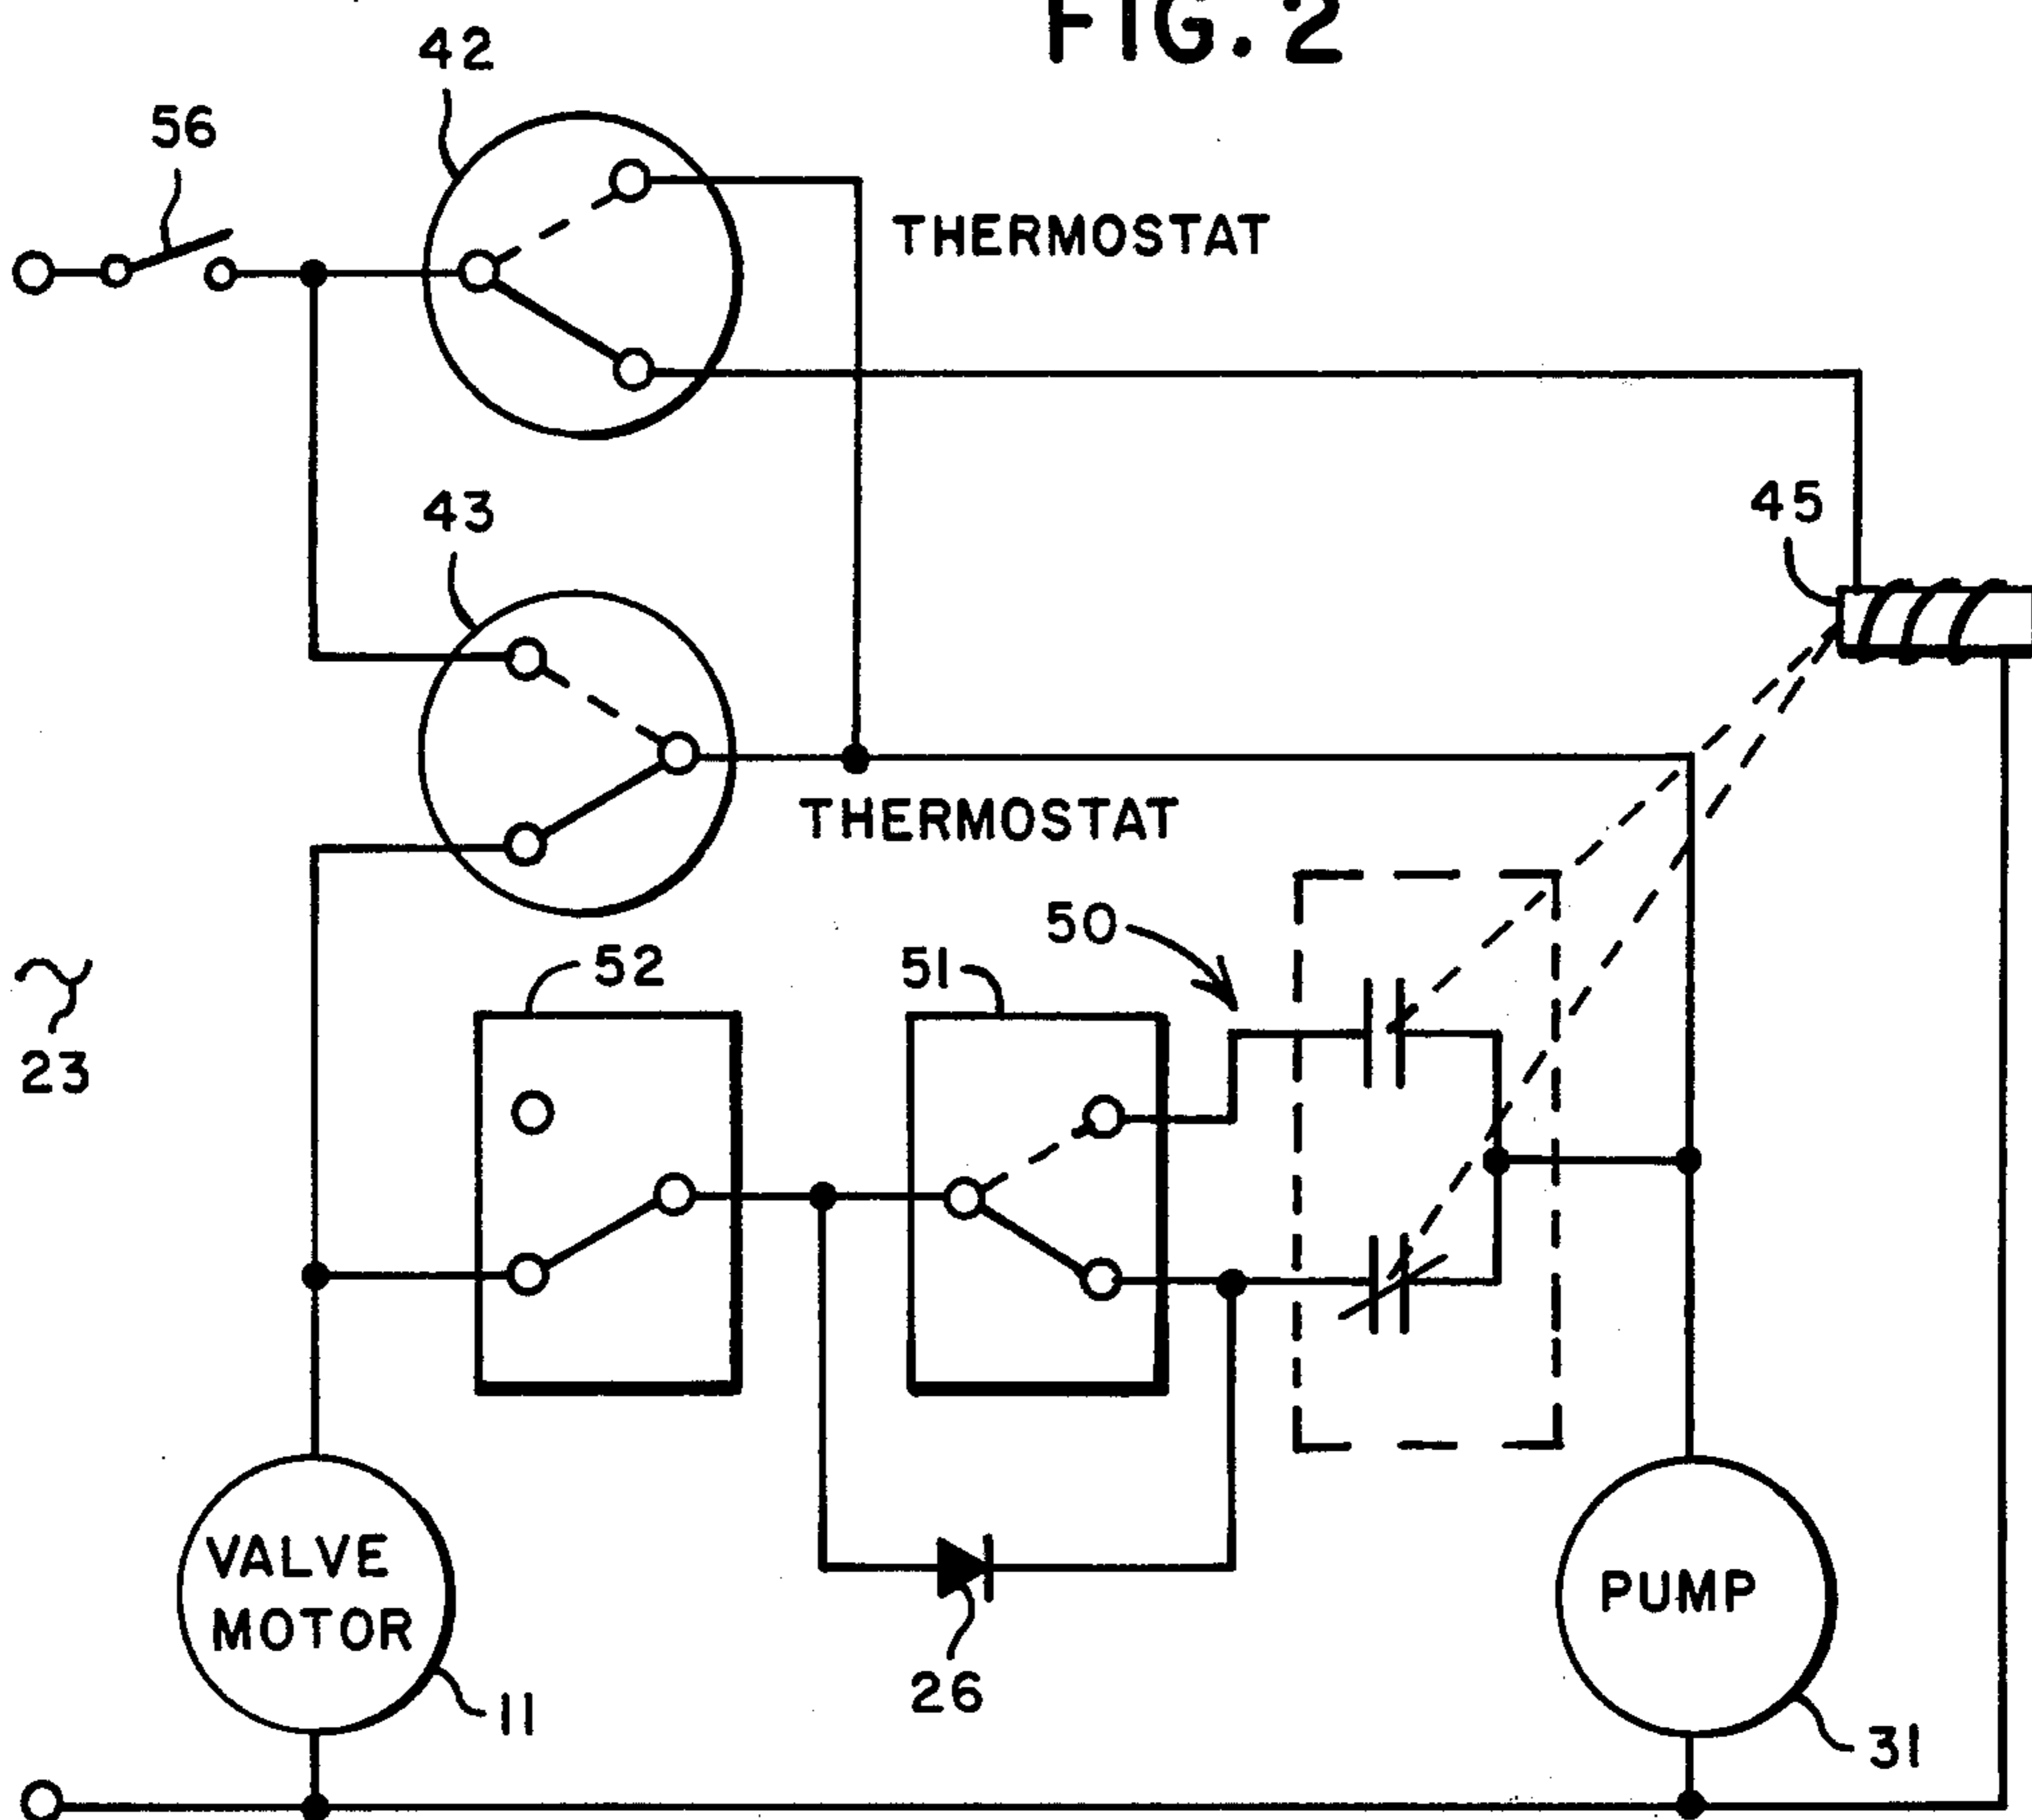 FIG. 2
42
56
THERMOSTAT
43
45
THERMOSTAT
50
52
51
23
VALVE
MOTOR
PUMP
26
11
31